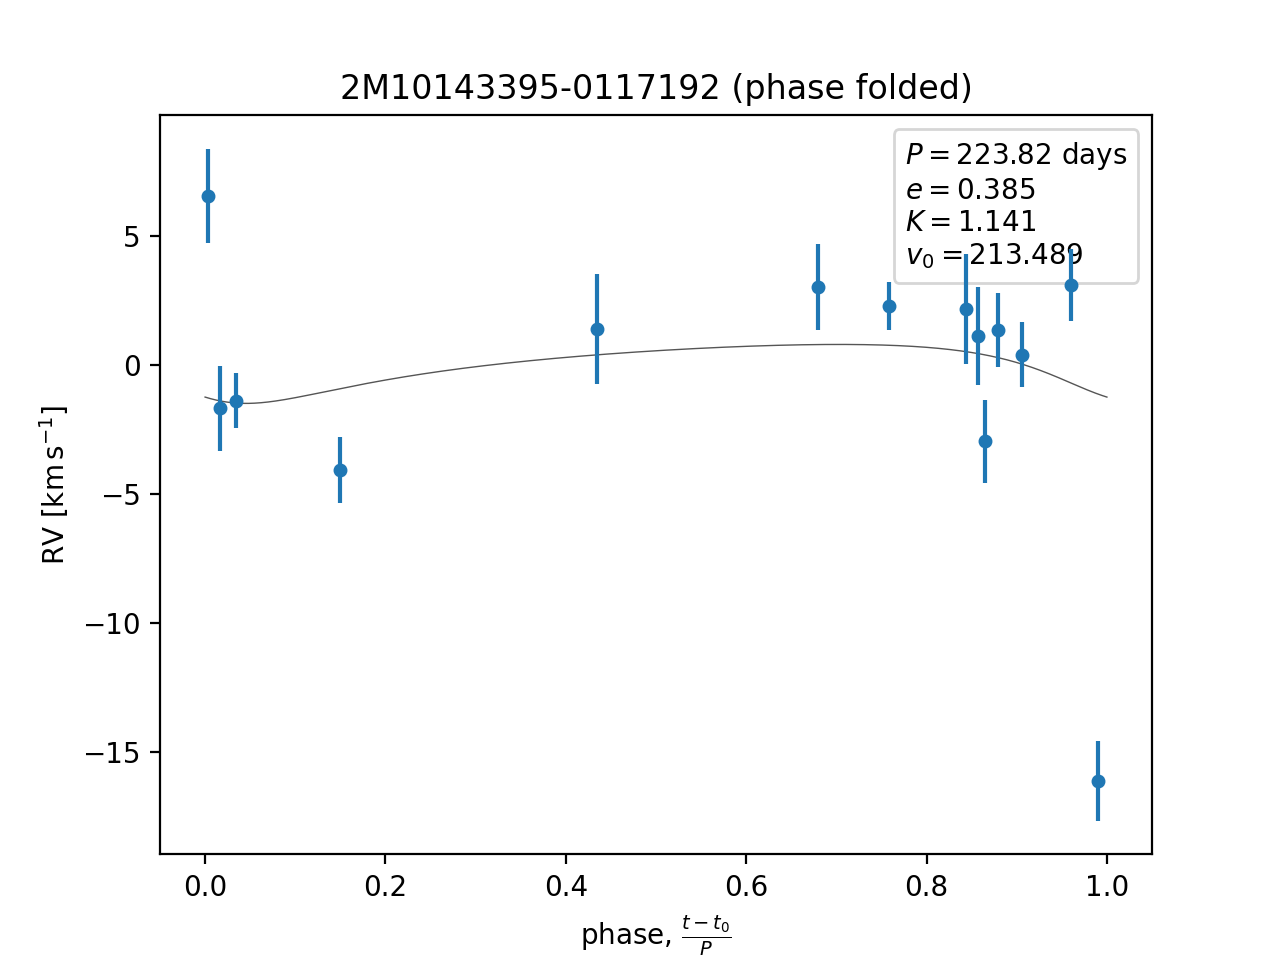 2M10143395-0117192 (phase folded)
P = 223.82 days
e = 0.385
K = 1.141
v₀ = 213.489
5
0
−5
−10
−15
RV [km s⁻¹]
0.0 0.2 0.4 0.6 0.8 1.0
phase, (t − t₀)/P